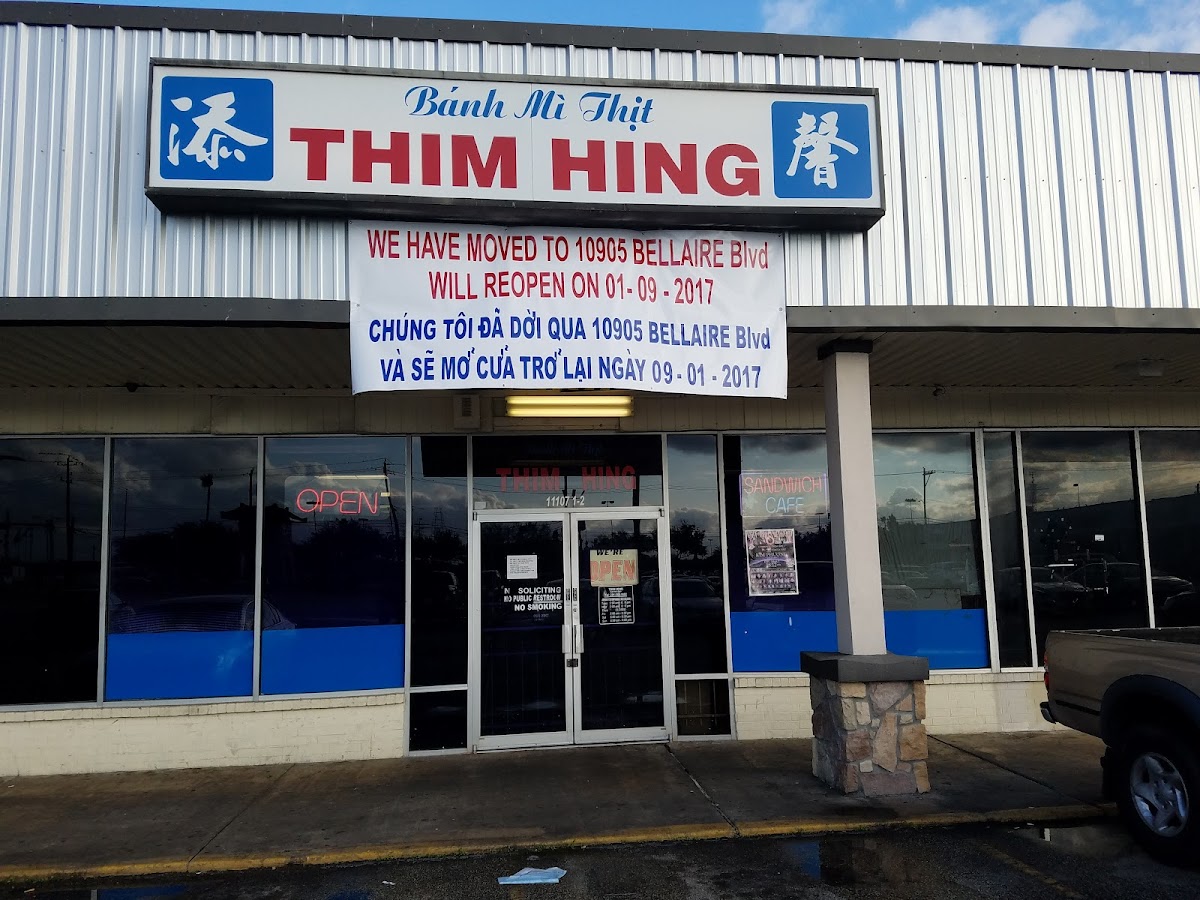 添
Bánh Mì Thịt
THIM HING
馨
WE HAVE MOVED TO 10905 BELLAIRE Blvd
WILL REOPEN ON 01-09-2017
CHÚNG TÔI ĐÃ DỜI QUA 10905 BELLAIRE Blvd
VÀ SẼ MỞ CỬA TRỞ LẠI NGÀY 09-01-2017
THIM HING
11107 1-2
OPEN
SANDWICH
CAFE
WE'RE
OPEN
SOLICITING
NO PUBLIC RESTROOM
NO SMOKING